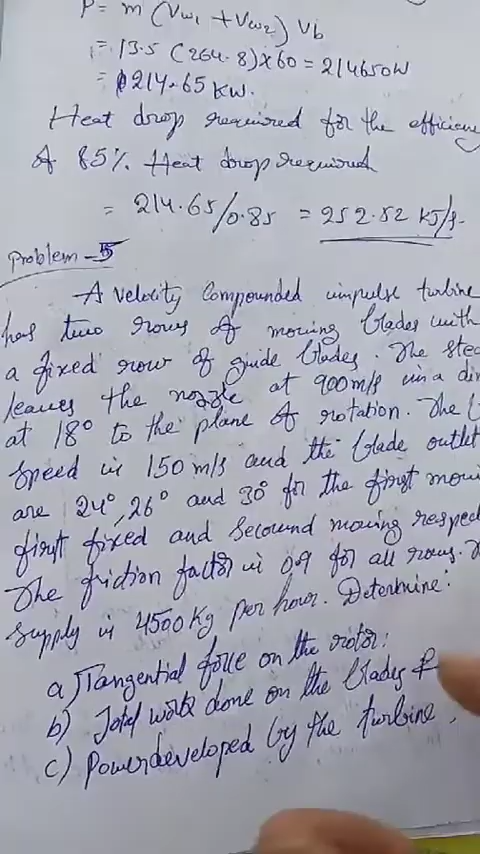 P = m (Vw1 + Vw2) Vb
= 13.5 (264.8) x 60 = 214650W
= 214.65 KW.
Heat drop required for the efficiency
of 85%. Heat drop required
= 214.65/0.85 = 252.52 KJ/s.
Problem - 5
A velocity compounded impulse turbine
has two rows of moving blades with
a fixed row of guide blades. The
leaves the nozzle at 900 m/s in a
at 18° to the plane of rotation. The
speed is 150 m/s and the blade outlet
are 24°, 26° and 30° for the first
first fixed and second moving
The friction factor is 0.9 for all rows.
supply is 4500 Kg per hour. Determine:
a) Tangential force on the rotor:
b) Total work done on the blades &
c) Power developed by the turbine.